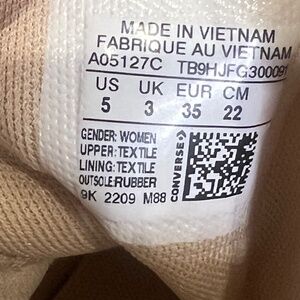 MADE IN VIETNAM
FABRIQUE AU VIETNAM
A05127C TB9HJFG300091
US UK EUR CM
5 3 35 22
GENDER: WOMEN
UPPER: TEXTILE
LINING: TEXTILE
OUTSOLE: RUBBER
9K 2209 M88
CONVERSE